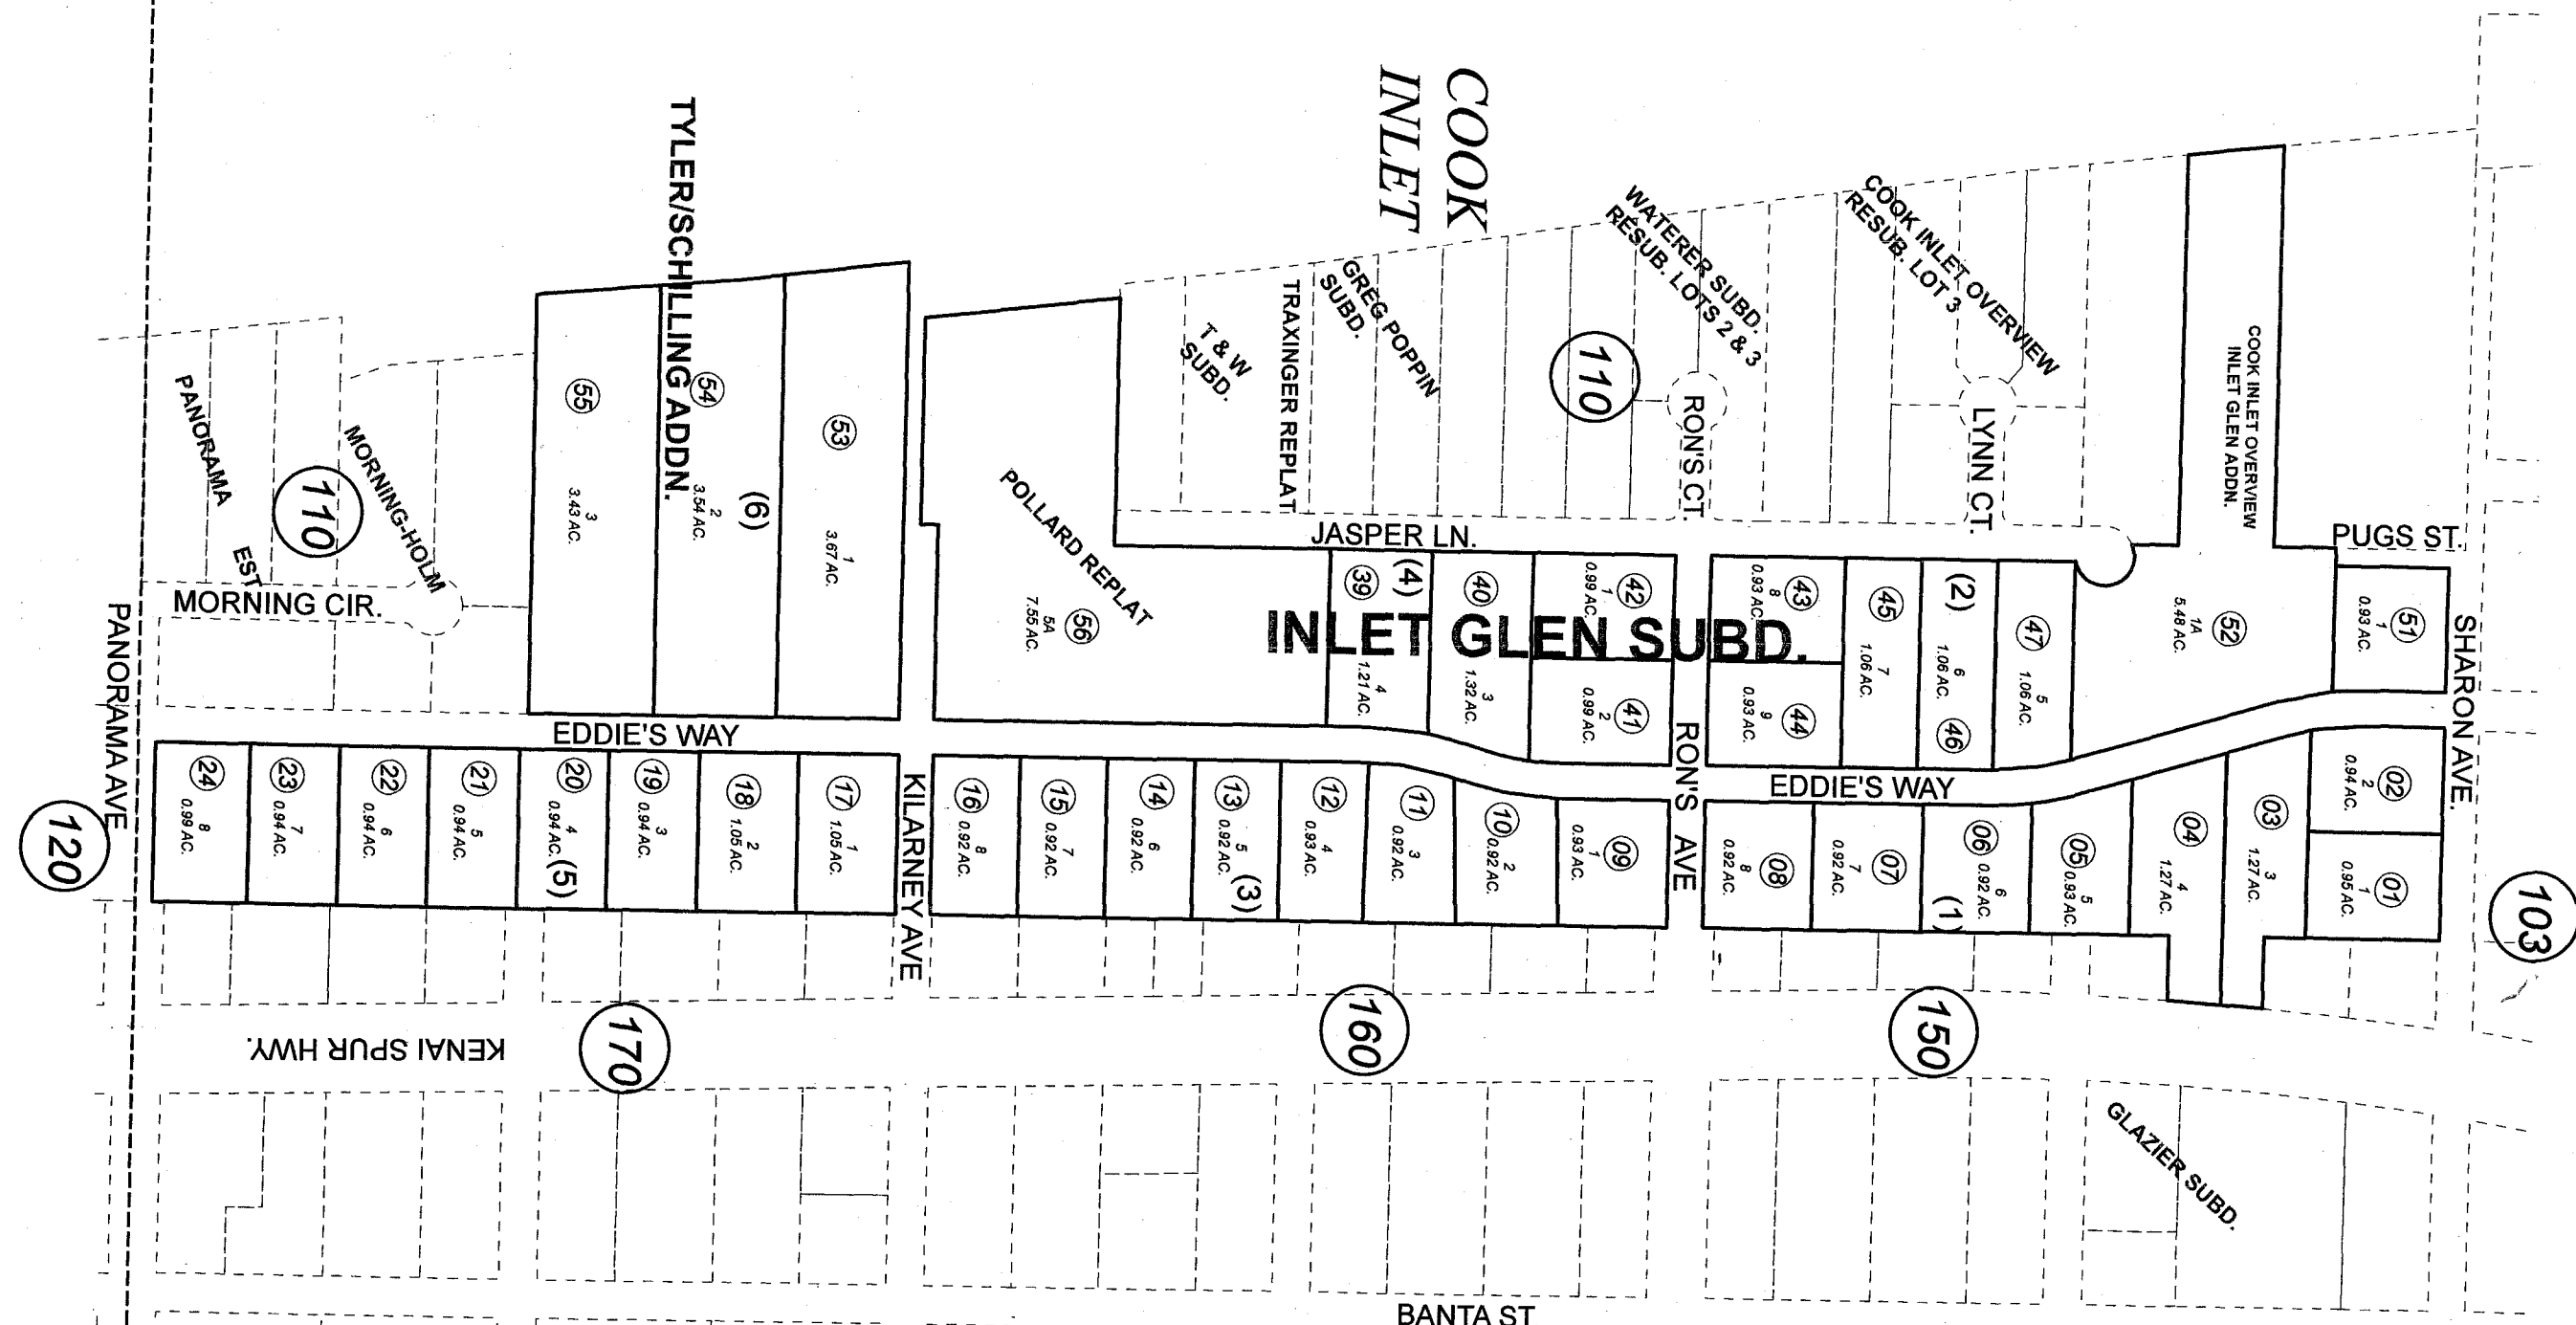 COOK
INLET
TYLER/SCHILLING ADDN.
WATERER SUBD.
RESUB. LOTS 2 & 3
COOK INLET OVERVIEW
RESUB. LOT 3
COOK INLET OVERVIEW
INLET GLEN ADDN.
GREG POPPIN
SUBD.
TRAXINGER REPLAT
T & W
SUBD.
110
RON'S CT.
LYNN CT.
PUGS ST.
JASPER LN.
PANORAMA
EST
MORNING-HOLM
110
MORNING CIR.
55
3
3.43 AC.
54
2
3.54 AC.
(6)
53
1
3.67 AC.
POLLARD REPLAT
56
5A
7.55 AC.
39
(4)
4
1.21 AC.
40
3
1.32 AC.
42
1
0.99 AC.
41
2
0.99 AC.
43
8
0.93 AC.
44
9
0.93 AC.
45
7
1.06 AC.
(2)
6
1.06 AC.
46
47
5
1.06 AC.
52
1A
5.48 AC.
51
1
0.93 AC.
INLET GLEN SUBD.
SHARON AVE.
PANORAMA AVE
EDDIE'S WAY
EDDIE'S WAY
RON'S AVE
KILARNEY AVE
24
8
0.99 AC.
23
7
0.94 AC.
22
6
0.94 AC.
21
5
0.94 AC.
20
4
0.94 AC.
(5)
19
3
0.94 AC.
18
2
1.05 AC.
17
1
1.05 AC.
16
8
0.92 AC.
15
7
0.92 AC.
14
6
0.92 AC.
13
5
0.92 AC.
(3)
12
4
0.93 AC.
11
3
0.92 AC.
10
2
0.92 AC.
09
1
0.93 AC.
08
8
0.92 AC.
07
7
0.92 AC.
06
6
0.92 AC.
(1)
05
5
0.93 AC.
04
4
1.27 AC.
03
3
1.27 AC.
02
2
0.94 AC.
01
1
0.95 AC.
120
103
170
160
150
KENAI SPUR HWY.
GLAZIER SUBD.
BANTA ST